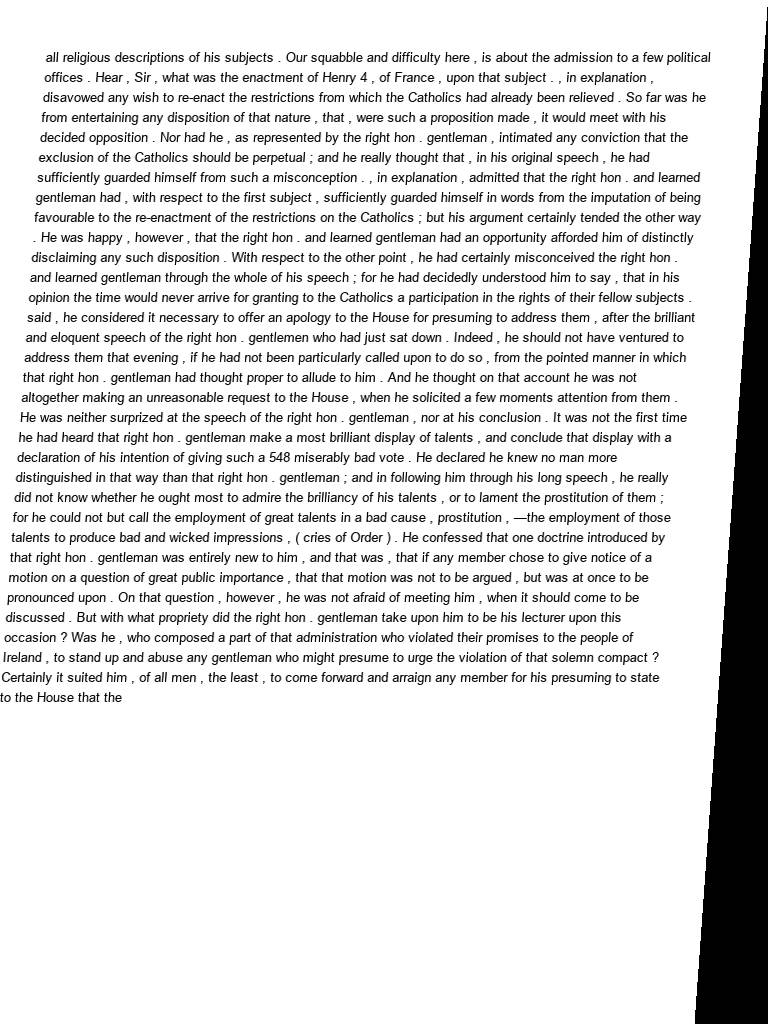 all religious descriptions of his subjects . Our squabble and difficulty here , is about the admission to a few political
offices . Hear , Sir , what was the enactment of Henry 4 , of France , upon that subject . , in explanation ,
disavowed any wish to re-enact the restrictions from which the Catholics had already been relieved . So far was he
from entertaining any disposition of that nature , that , were such a proposition made , it would meet with his
decided opposition . Nor had he , as represented by the right hon . gentleman , intimated any conviction that the
exclusion of the Catholics should be perpetual ; and he really thought that , in his original speech , he had
sufficiently guarded himself from such a misconception . , in explanation , admitted that the right hon . and learned
gentleman had , with respect to the first subject , sufficiently guarded himself in words from the imputation of being
favourable to the re-enactment of the restrictions on the Catholics ; but his argument certainly tended the other way
. He was happy , however , that the right hon . and learned gentleman had an opportunity afforded him of distinctly
disclaiming any such disposition . With respect to the other point , he had certainly misconceived the right hon .
and learned gentleman through the whole of his speech ; for he had decidedly understood him to say , that in his
opinion the time would never arrive for granting to the Catholics a participation in the rights of their fellow subjects .
said , he considered it necessary to offer an apology to the House for presuming to address them , after the brilliant
and eloquent speech of the right hon . gentlemen who had just sat down . Indeed , he should not have ventured to
address them that evening , if he had not been particularly called upon to do so , from the pointed manner in which
that right hon . gentleman had thought proper to allude to him . And he thought on that account he was not
altogether making an unreasonable request to the House , when he solicited a few moments attention from them .
He was neither surprized at the speech of the right hon . gentleman , nor at his conclusion . It was not the first time
he had heard that right hon . gentleman make a most brilliant display of talents , and conclude that display with a
declaration of his intention of giving such a 548 miserably bad vote . He declared he knew no man more
distinguished in that way than that right hon . gentleman ; and in following him through his long speech , he really
did not know whether he ought most to admire the brilliancy of his talents , or to lament the prostitution of them ;
for he could not but call the employment of great talents in a bad cause , prostitution , —the employment of those
talents to produce bad and wicked impressions , ( cries of Order ) . He confessed that one doctrine introduced by
that right hon . gentleman was entirely new to him , and that was , that if any member chose to give notice of a
motion on a question of great public importance , that that motion was not to be argued , but was at once to be
pronounced upon . On that question , however , he was not afraid of meeting him , when it should come to be
discussed . But with what propriety did the right hon . gentleman take upon him to be his lecturer upon this
occasion ? Was he , who composed a part of that administration who violated their promises to the people of
Ireland , to stand up and abuse any gentleman who might presume to urge the violation of that solemn compact ?
Certainly it suited him , of all men , the least , to come forward and arraign any member for his presuming to state
to the House that the